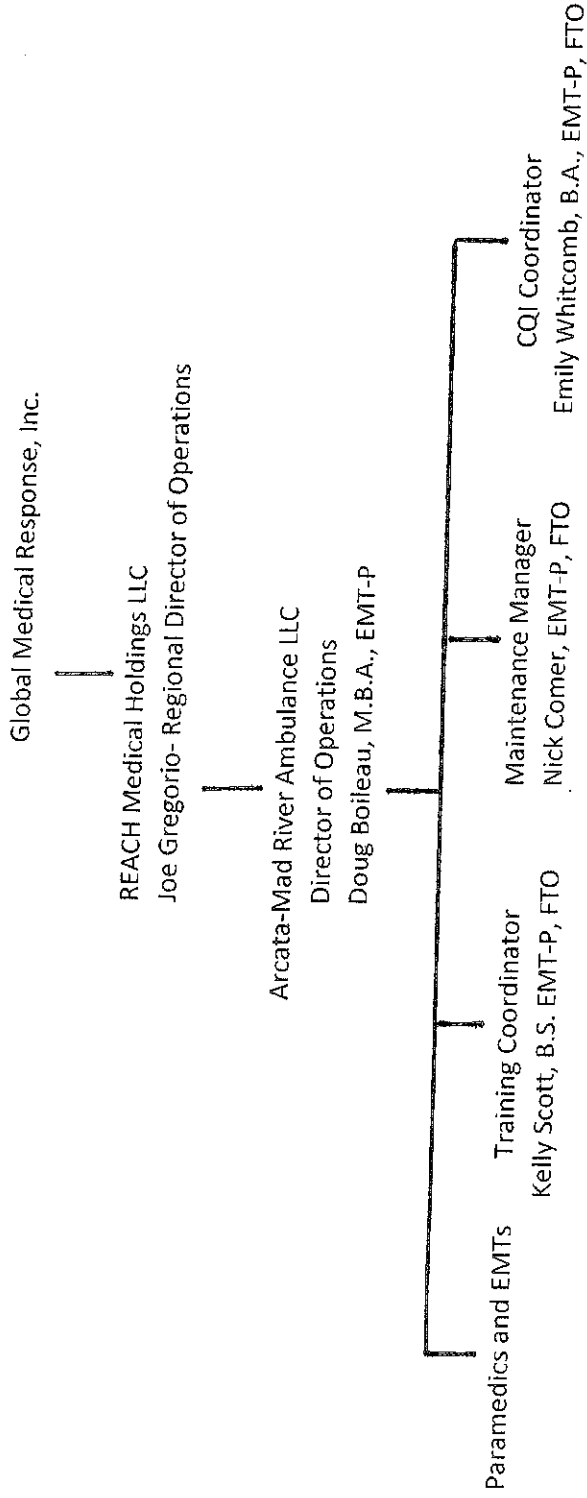 Global Medical Response, Inc.
REACH Medical Holdings LLC
Joe Gregorio- Regional Director of Operations
Arcata-Mad River Ambulance LLC
Director of Operations
Doug Boileau, M.B.A., EMT-P
Paramedics and EMTs
Training Coordinator
Kelly Scott, B.S. EMT-P, FTO
Maintenance Manager
Nick Comer, EMT-P, FTO
CQI Coordinator
Emily Whitcomb, B.A., EMT-P, FTO